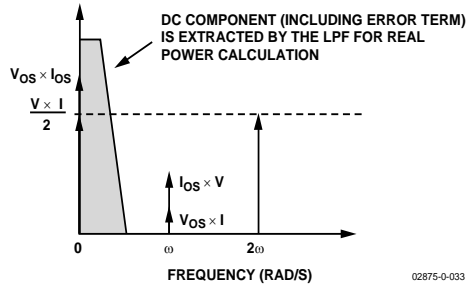 DC COMPONENT (INCLUDING ERROR TERM)
IS EXTRACTED BY THE LPF FOR REAL
POWER CALCULATION
V_OS × I_OS
V × I
2
I_OS × V
V_OS × I
0
ω
2ω
FREQUENCY (RAD/S)
02875-0-033